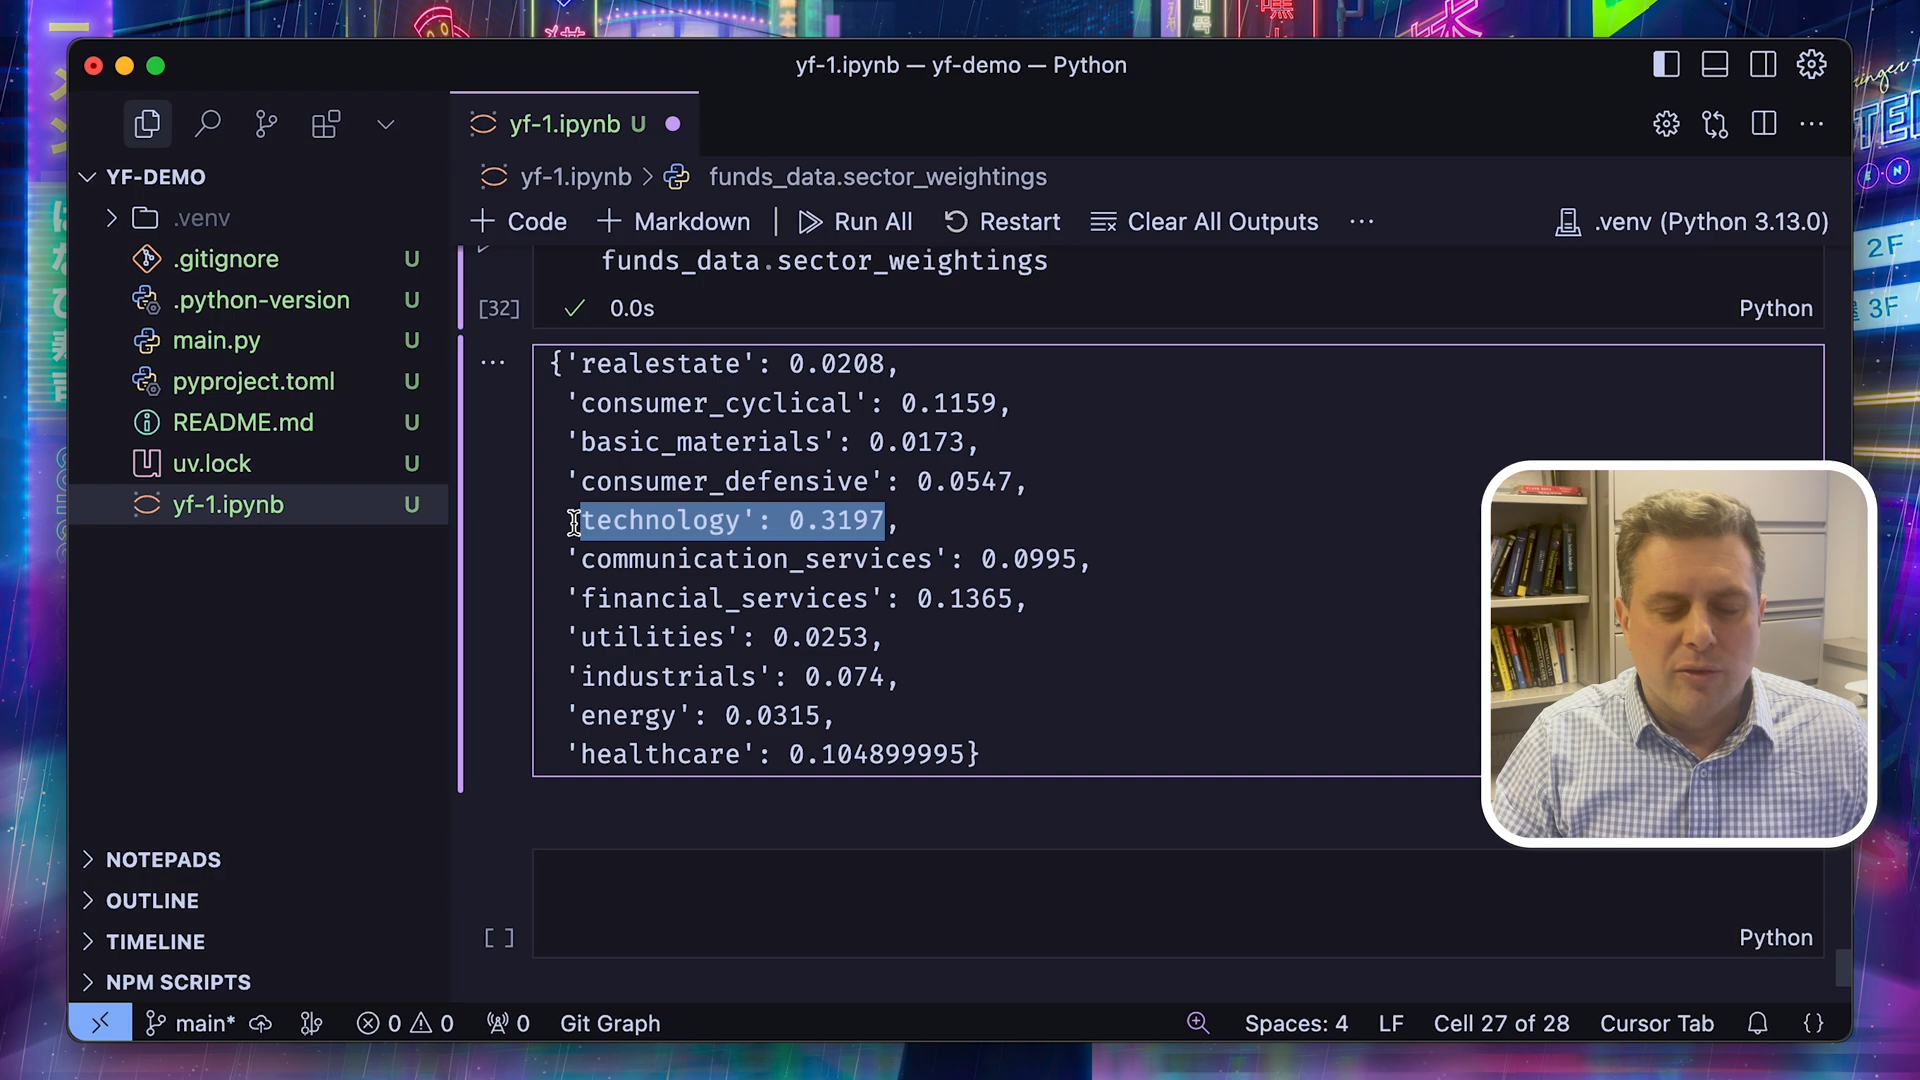 yf-1.ipynb — yf-demo — Python
yf-1.ipynb U
YF-DEMO
.venv
.gitignore U
.python-version U
main.py U
pyproject.toml U
README.md U
uv.lock U
yf-1.ipynb U
NOTEPADS
OUTLINE
TIMELINE
NPM SCRIPTS
yf-1.ipynb > funds_data.sector_weightings
+ Code + Markdown | Run All Restart Clear All Outputs ··· .venv (Python 3.13.0)
funds_data.sector_weightings
[32] ✓ 0.0s Python
{'realestate': 0.0208,
'consumer_cyclical': 0.1159,
'basic_materials': 0.0173,
'consumer_defensive': 0.0547,
'technology': 0.3197,
'communication_services': 0.0995,
'financial_services': 0.1365,
'utilities': 0.0253,
'industrials': 0.074,
'energy': 0.0315,
'healthcare': 0.104899995}
[ ] Python
main* 0 0 0 Git Graph Spaces: 4 LF Cell 27 of 28 Cursor Tab {}
2F
3F